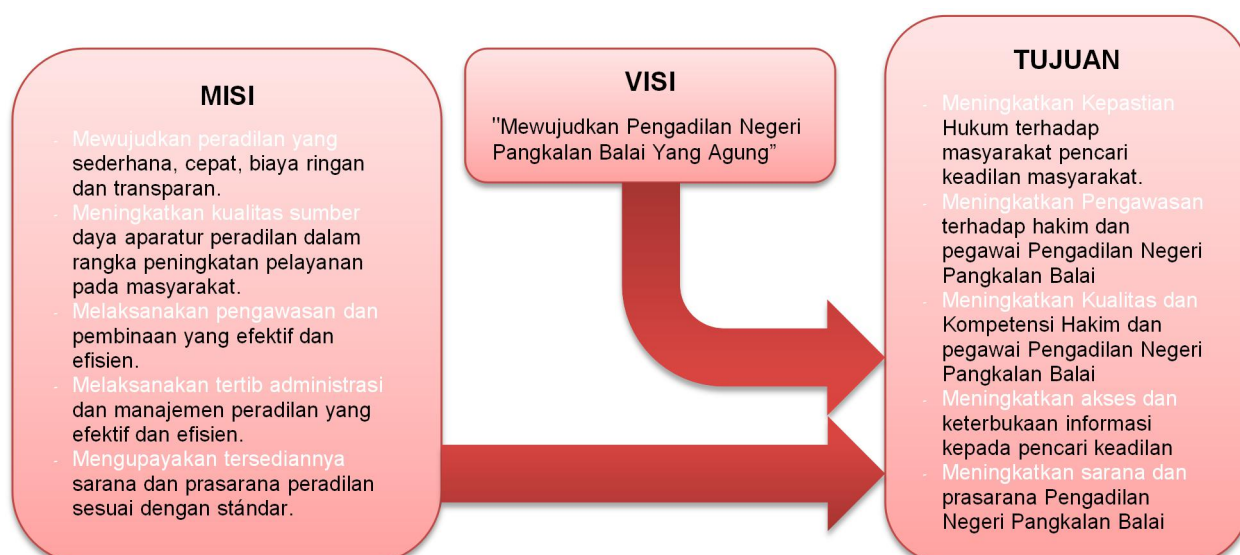 MISI
- Mewujudkan peradilan yang
sederhana, cepat, biaya ringan
dan transparan.
- Meningkatkan kualitas sumber
daya aparatur peradilan dalam
rangka peningkatan pelayanan
pada masyarakat.
- Melaksanakan pengawasan dan
pembinaan yang efektif dan
efisien.
- Melaksanakan tertib administrasi
dan manajemen peradilan yang
efektif dan efisien.
- Mengupayakan tersediannya
sarana dan prasarana peradilan
sesuai dengan stándar.
VISI
"Mewujudkan Pengadilan Negeri
Pangkalan Balai Yang Agung”
TUJUAN
- Meningkatkan Kepastian
Hukum terhadap
masyarakat pencari
keadilan masyarakat.
- Meningkatkan Pengawasan
terhadap hakim dan
pegawai Pengadilan Negeri
Pangkalan Balai
- Meningkatkan Kualitas dan
Kompetensi Hakim dan
pegawai Pengadilan Negeri
Pangkalan Balai
- Meningkatkan akses dan
keterbukaan informasi
kepada pencari keadilan
- Meningkatkan sarana dan
prasarana Pengadilan
Negeri Pangkalan Balai